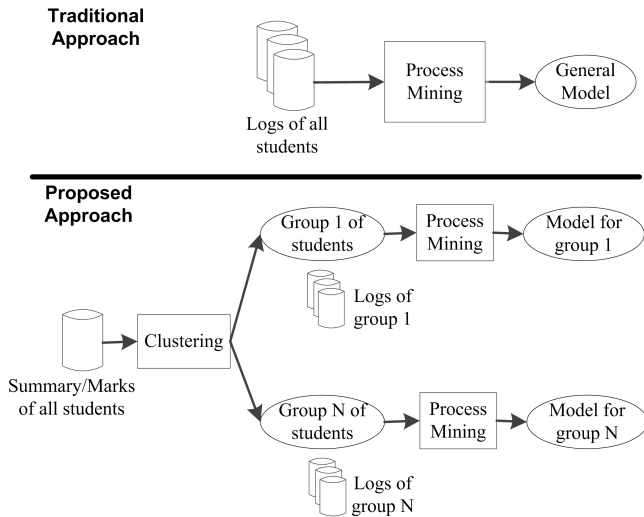 Traditional
Approach
Process
Mining
General
Model
Logs of all
students
Proposed
Approach
Group 1 of
students
Process
Mining
Model for
group 1
Logs of
group 1
Clustering
Summary/Marks
of all students
Group N of
students
Process
Mining
Model for
group N
Logs of
group N